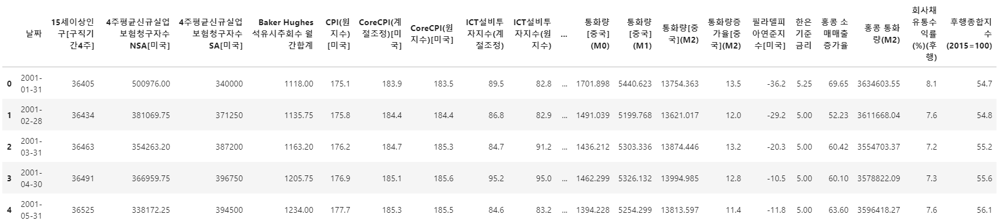 날짜 15세이상인구[구직기간4주] 4주평균신규실업보험청구자수NSA[미국] 4주평균신규실업보험청구자수SA[미국] Baker Hughes 석유시추회수 월간합계 CPI(원지수)[미국] CoreCPI(계절조정)[미국] CoreCPI(원지수)[미국] ICT설비투자지수(계절조정) ICT설비투자지수(원지수) ... 통화량[중국](M0) 통화량[중국](M1) 통화량[중국](M2) 통화량증가율[중국](M2) 필라델피아연준지수[미국] 한은기준금리 홍콩 소매매출증가율 홍콩 통화량(M2) 회사채유통수익률(%)(후행) 후행종합지수(2015=100)
0 2001-01-31 36405 500976.00 340000 1118.00 175.1 183.9 183.5 89.5 82.8 ... 1701.898 5440.623 13754.363 13.5 -36.2 5.25 69.65 3634603.55 8.1 54.7
1 2001-02-28 36434 381069.75 371250 1135.75 175.8 184.4 184.4 86.8 82.9 ... 1491.039 5199.768 13621.017 12.0 -29.2 5.00 52.23 3611668.04 7.6 54.8
2 2001-03-31 36463 354263.20 387200 1163.20 176.2 184.7 185.3 84.7 91.2 ... 1436.212 5303.336 13874.446 13.2 -20.3 5.00 60.42 3554703.37 7.2 55.2
3 2001-04-30 36491 366959.75 396750 1205.75 176.9 185.1 185.6 95.2 95.0 ... 1462.299 5326.132 13994.985 12.8 -10.5 5.00 60.10 3578822.09 7.3 55.6
4 2001-05-31 36525 338172.25 394500 1234.00 177.7 185.3 185.5 84.6 83.2 ... 1394.228 5254.299 13813.597 11.4 -11.8 5.00 63.60 3596418.27 7.6 56.1